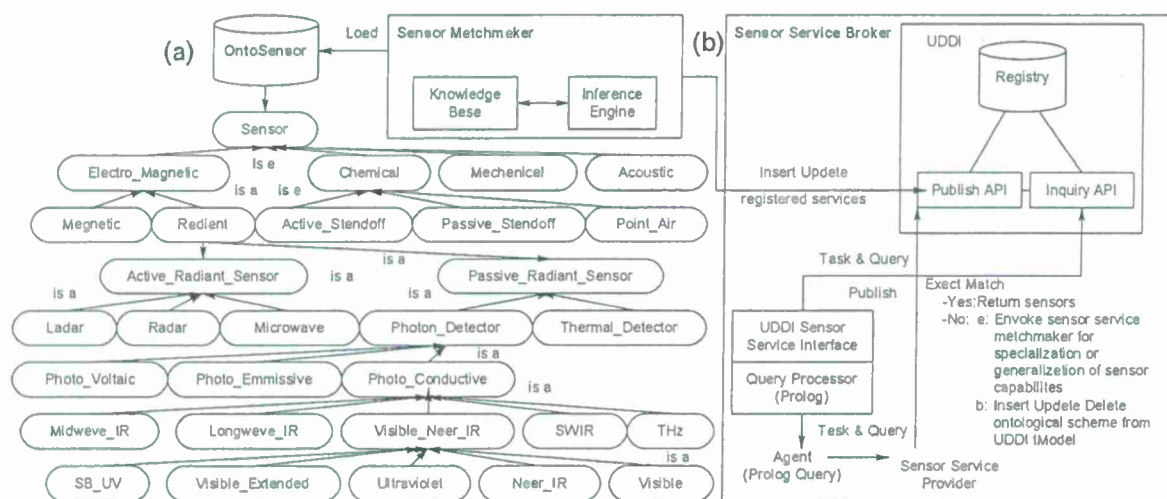 (a)
OntoSensor
Loed
Sensor Metchmeker
Knowledge
Bese
Inference
Engine
Sensor
Is e
Electro_Magnetic
Chemical
Mechenicel
Acoustic
is a
is e
Megnetic
Redient
Active_Stendoff
Passive_Stendoff
Point_Air
Active_Radiant_Sensor
is a
Passive_Radiant_Sensor
is a
is a
is a
Ladar
Radar
Microwave
Photon_Detector
Thermal_Detector
is a
Photo_Voltaic
Photo_Emmissive
Photo_Conductive
is a
Midweve_IR
Longweve_IR
Visible_Neer_IR
SWIR
THz
is a
SB_UV
Visible_Extended
Ultraviolet
Neer_IR
Visible
(b)
Sensor Service Broker
UDDI
Registry
Insert Updete
registered services
Publish API
Inquiry API
Task & Query
Publish
Exect Match
-Yes:Return sensors
-No: e: Envoke sensor service
metchmaker for
specialization or
generalizetion of sensor
capabilites
b: Insert Updete Delete
ontological scheme from
UDDI tModel
UDDI Sensor
Service Interface
Query Processor
(Prolog)
Tesk & Query
Agent
(Prolog Query)
Sensor Service
Provider